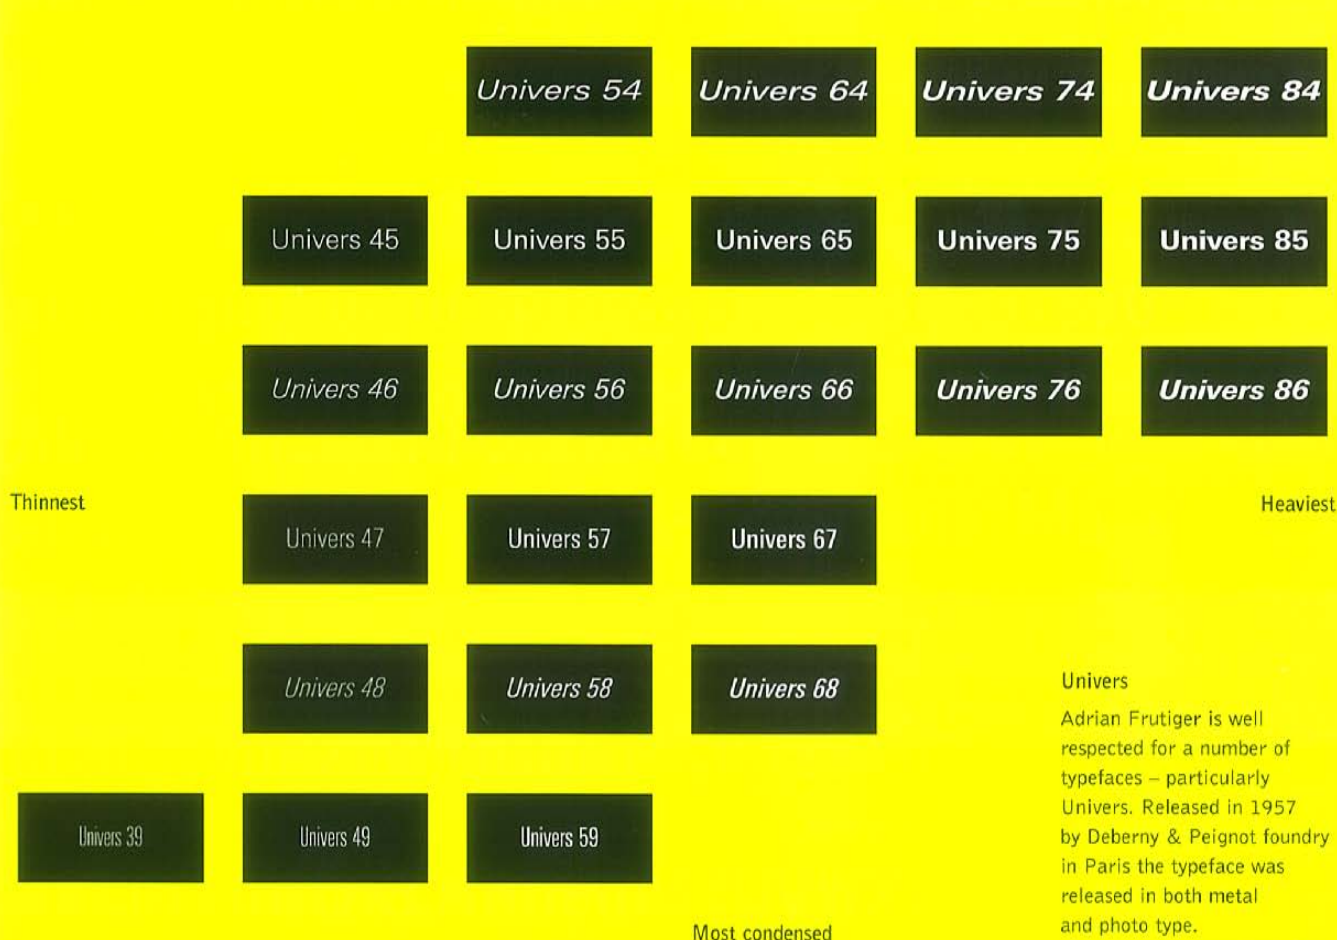 Univers 54 Univers 64 Univers 74 Univers 84
Univers 45 Univers 55 Univers 65 Univers 75 Univers 85
Univers 46 Univers 56 Univers 66 Univers 76 Univers 86
Thinnest
Heaviest
Univers 47 Univers 57 Univers 67
Univers 48 Univers 58 Univers 68
Univers 39 Univers 49 Univers 59
Most condensed
Univers
Adrian Frutiger is well
respected for a number of
typefaces – particularly
Univers. Released in 1957
by Deberny & Peignot foundry
in Paris the typeface was
released in both metal
and photo type.